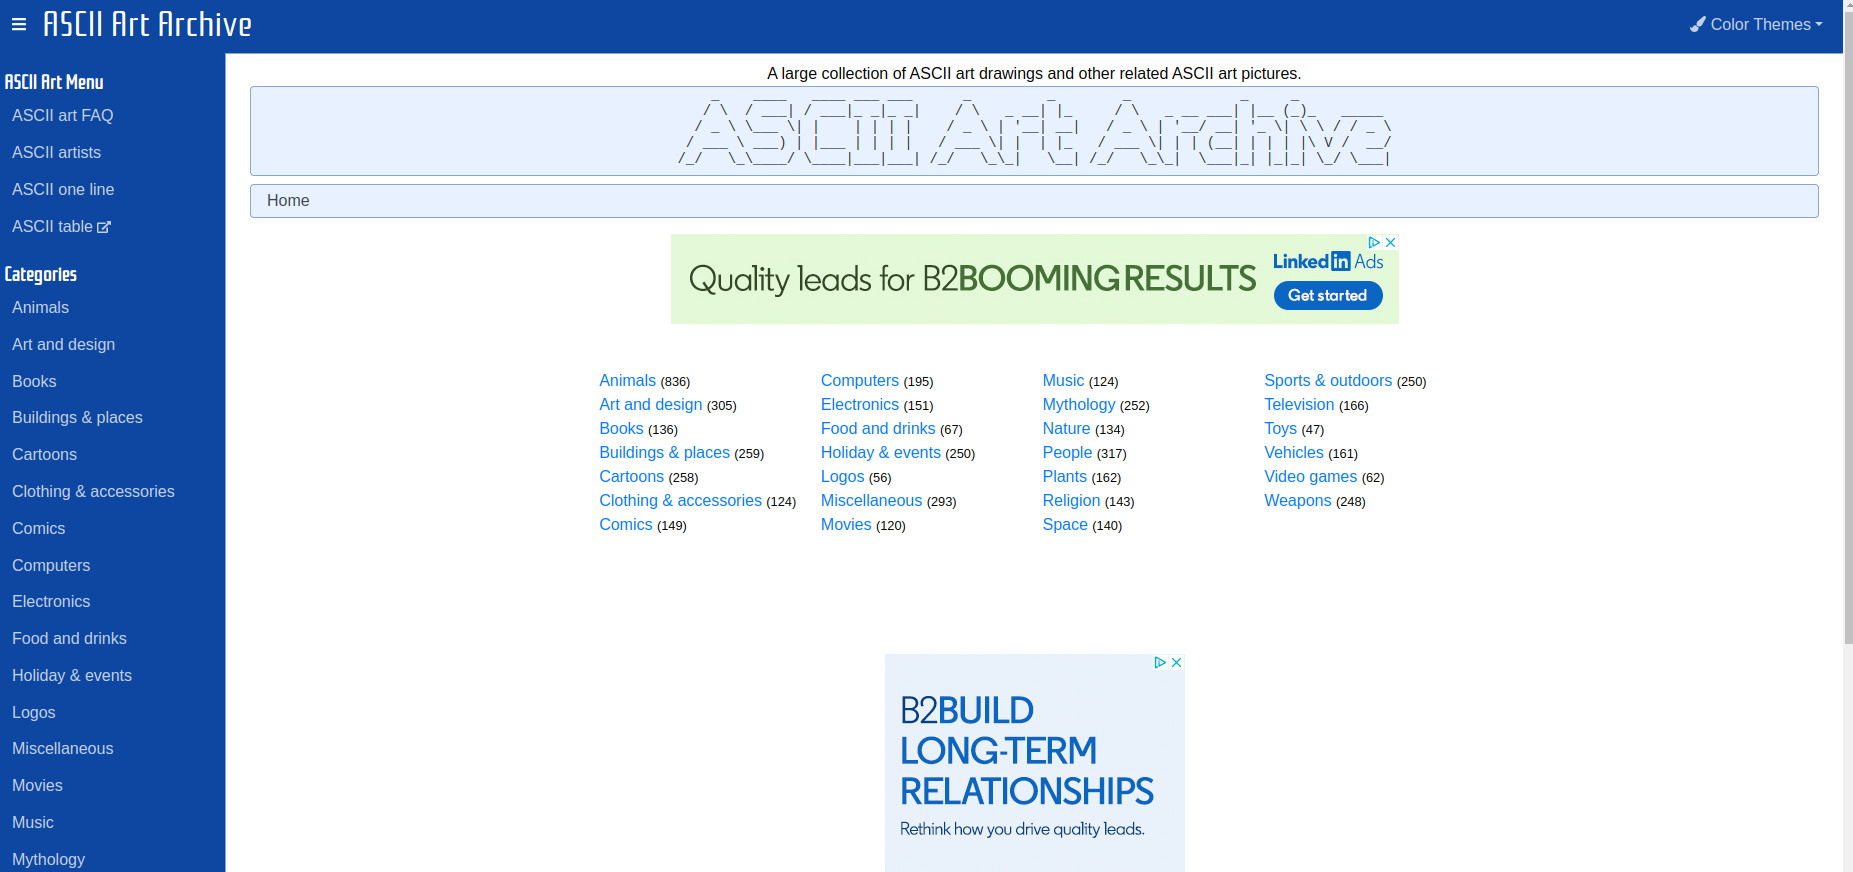 ASCII Art Archive
Color Themes
ASCII Art Menu
ASCII art FAQ
ASCII artists
ASCII one line
ASCII table
Categories
Animals
Art and design
Books
Buildings & places
Cartoons
Clothing & accessories
Comics
Computers
Electronics
Food and drinks
Holiday & events
Logos
Miscellaneous
Movies
Music
Mythology
A large collection of ASCII art drawings and other related ASCII art pictures.
ASCII Art Archive
Home
Quality leads for B2BOOMING RESULTS
LinkedIn Ads
Get started
Animals (836)
Art and design (305)
Books (136)
Buildings & places (259)
Cartoons (258)
Clothing & accessories (124)
Comics (149)
Computers (195)
Electronics (151)
Food and drinks (67)
Holiday & events (250)
Logos (56)
Miscellaneous (293)
Movies (120)
Music (124)
Mythology (252)
Nature (134)
People (317)
Plants (162)
Religion (143)
Space (140)
Sports & outdoors (250)
Television (166)
Toys (47)
Vehicles (161)
Video games (62)
Weapons (248)
B2BUILD
LONG-TERM
RELATIONSHIPS
Rethink how you drive quality leads.